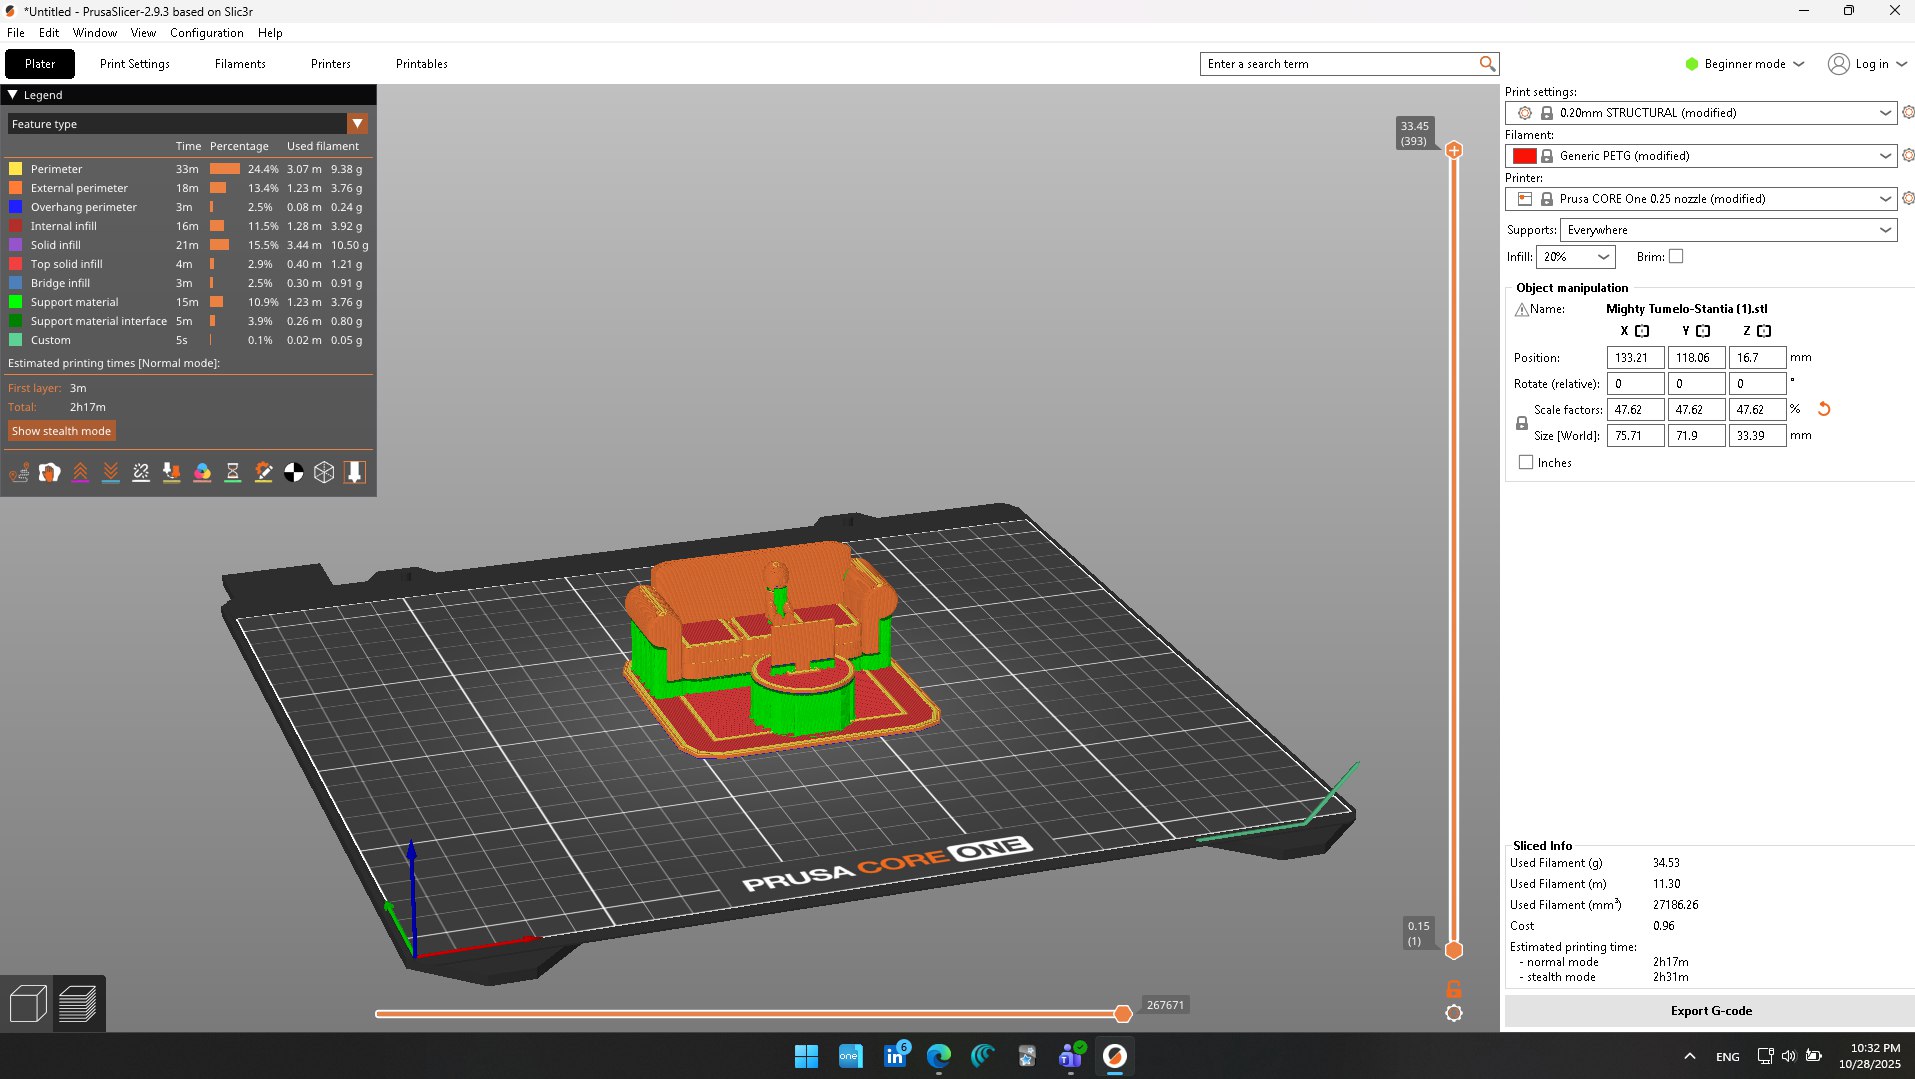 *Untitled - PrusaSlicer-2.9.3 based on Slic3r
File Edit Window View Configuration Help
Plater Print Settings Filaments Printers Printables
Enter a search term
Beginner mode
Log in
Legend
Feature type
Time Percentage Used filament
Perimeter 33m 24.4% 3.07 m 9.38 g
External perimeter 18m 13.4% 1.23 m 3.76 g
Overhang perimeter 3m 2.5% 0.08 m 0.24 g
Internal infill 16m 11.5% 1.28 m 3.92 g
Solid infill 21m 15.5% 3.44 m 10.50 g
Top solid infill 4m 2.9% 0.40 m 1.21 g
Bridge infill 3m 2.5% 0.30 m 0.91 g
Support material 15m 10.9% 1.23 m 3.76 g
Support material interface 5m 3.9% 0.26 m 0.80 g
Custom 5s 0.1% 0.02 m 0.05 g
Estimated printing times [Normal mode]:
First layer: 3m
Total: 2h17m
Show stealth mode
33.45
(393)
0.15
(1)
267671
PRUSA CORE ONE
Print settings:
0.20mm STRUCTURAL (modified)
Filament:
Generic PETG (modified)
Printer:
Prusa CORE One 0.25 nozzle (modified)
Supports: Everywhere
Infill: 20% Brim:
Object manipulation
Name: Mighty Tumelo-Stantia (1).stl
X Y Z
Position: 133.21 118.06 16.7 mm
Rotate (relative): 0 0 0 °
Scale factors: 47.62 47.62 47.62 %
Size [World]: 75.71 71.9 33.39 mm
Inches
Sliced Info
Used Filament (g) 34.53
Used Filament (m) 11.30
Used Filament (mm³) 27186.26
Cost 0.96
Estimated printing time:
- normal mode 2h17m
- stealth mode 2h31m
Export G-code
one
in
6
T
ENG
10:32 PM
10/28/2025